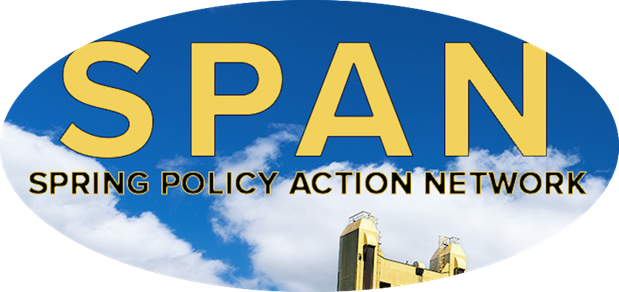 SPAN
SPRING POLICY ACTION NETWORK